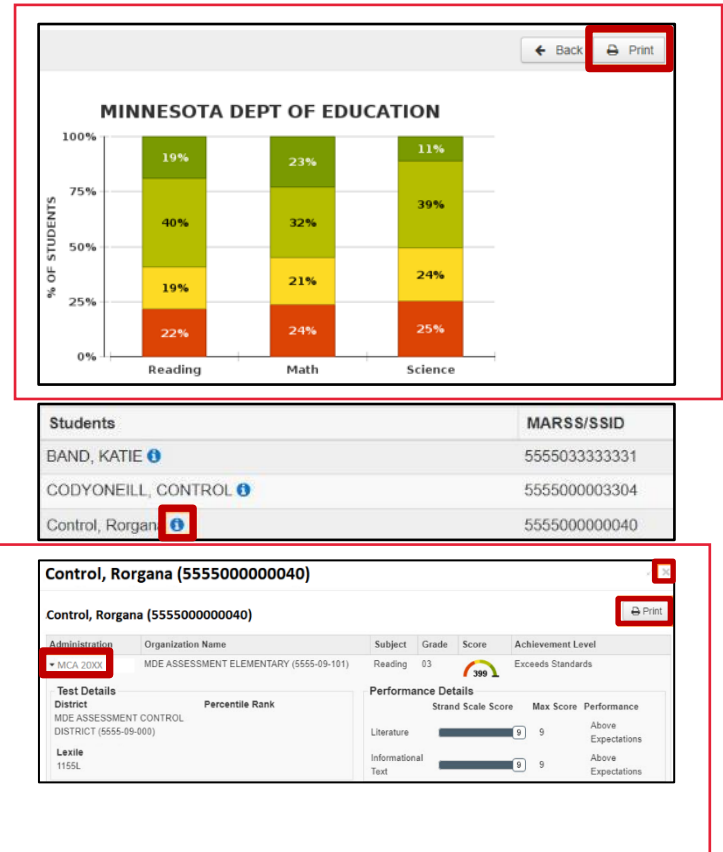 Back Print
MINNESOTA DEPT OF EDUCATION
100%
75%
50%
25%
0%
% OF STUDENTS
19% 23% 11%
40% 32% 39%
19% 21% 24%
22% 24% 25%
Reading Math Science
Students MARSS/SSID
BAND, KATIE 5555033333331
CODYONEILL, CONTROL 5555000003304
Control, Rorgana 5555000000040
Control, Rorgana (5555000000040)
Control, Rorgana (5555000000040) Print
Administration Organization Name Subject Grade Score Achievement Level
MCA 20XX MDE ASSESSMENT ELEMENTARY (5555-09-101) Reading 03 399 Exceeds Standards
Test Details Performance Details
District Percentile Rank Strand Scale Score Max Score Performance
MDE ASSESSMENT CONTROL
DISTRICT (5555-09-000)
Literature 9 9 Above
Expectations
Lexile
1155L
Informational
Text 9 9 Above
Expectations